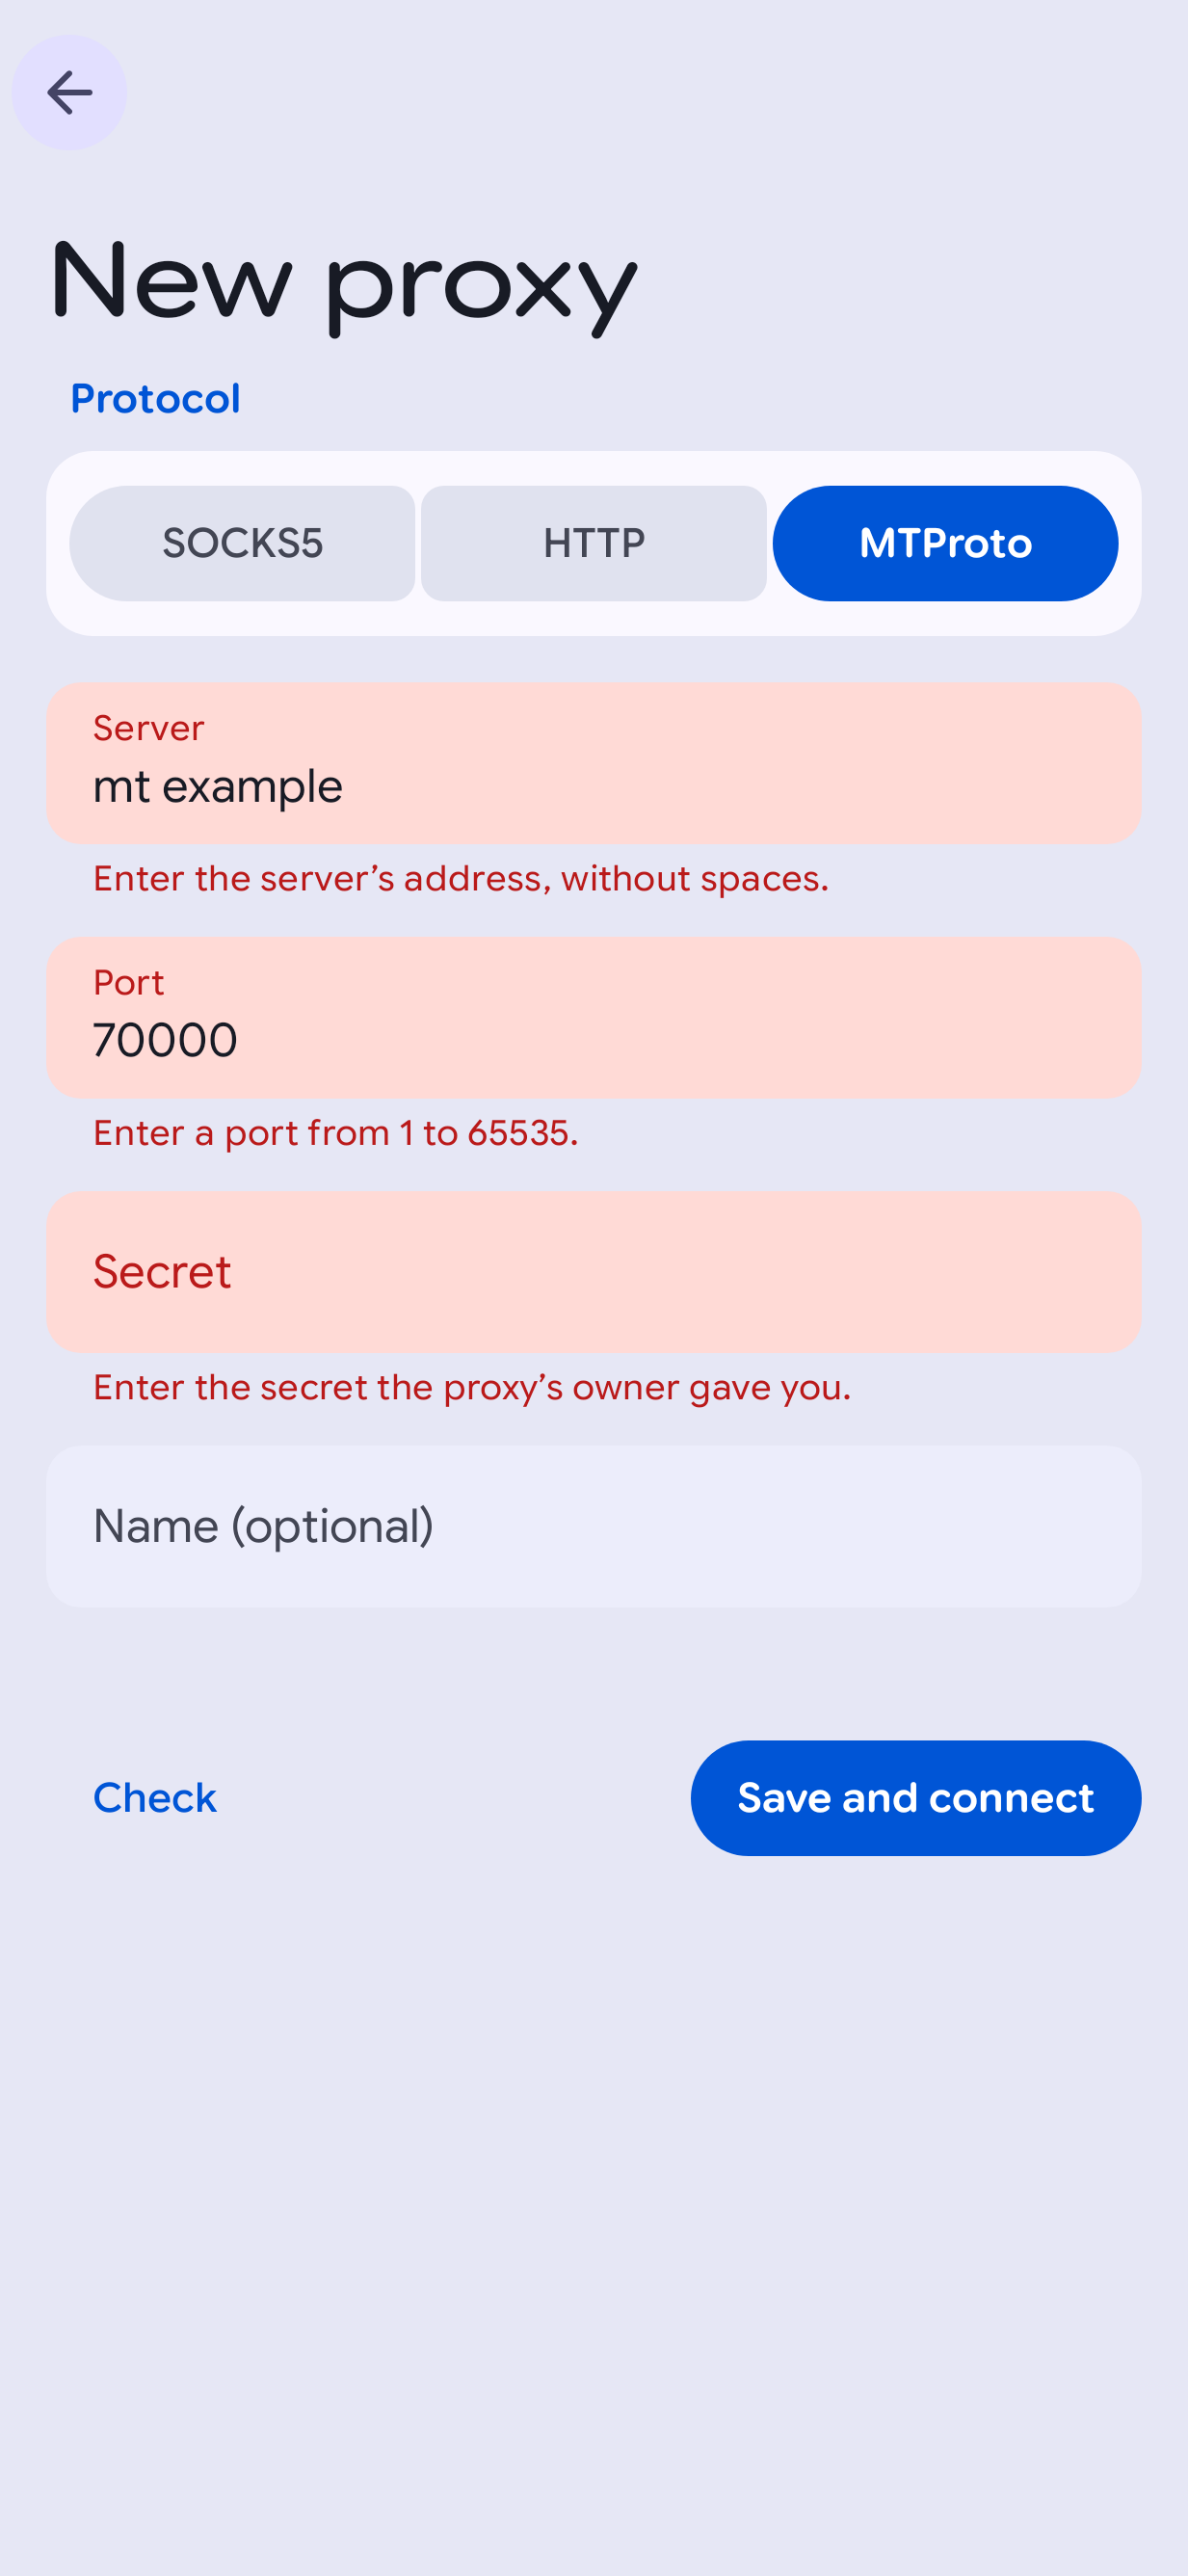 New proxy
Protocol
SOCKS5
HTTP
MTProto
Server
mt example
Enter the server’s address, without spaces.
Port
70000
Enter a port from 1 to 65535.
Secret
Enter the secret the proxy’s owner gave you.
Name (optional)
Check
Save and connect